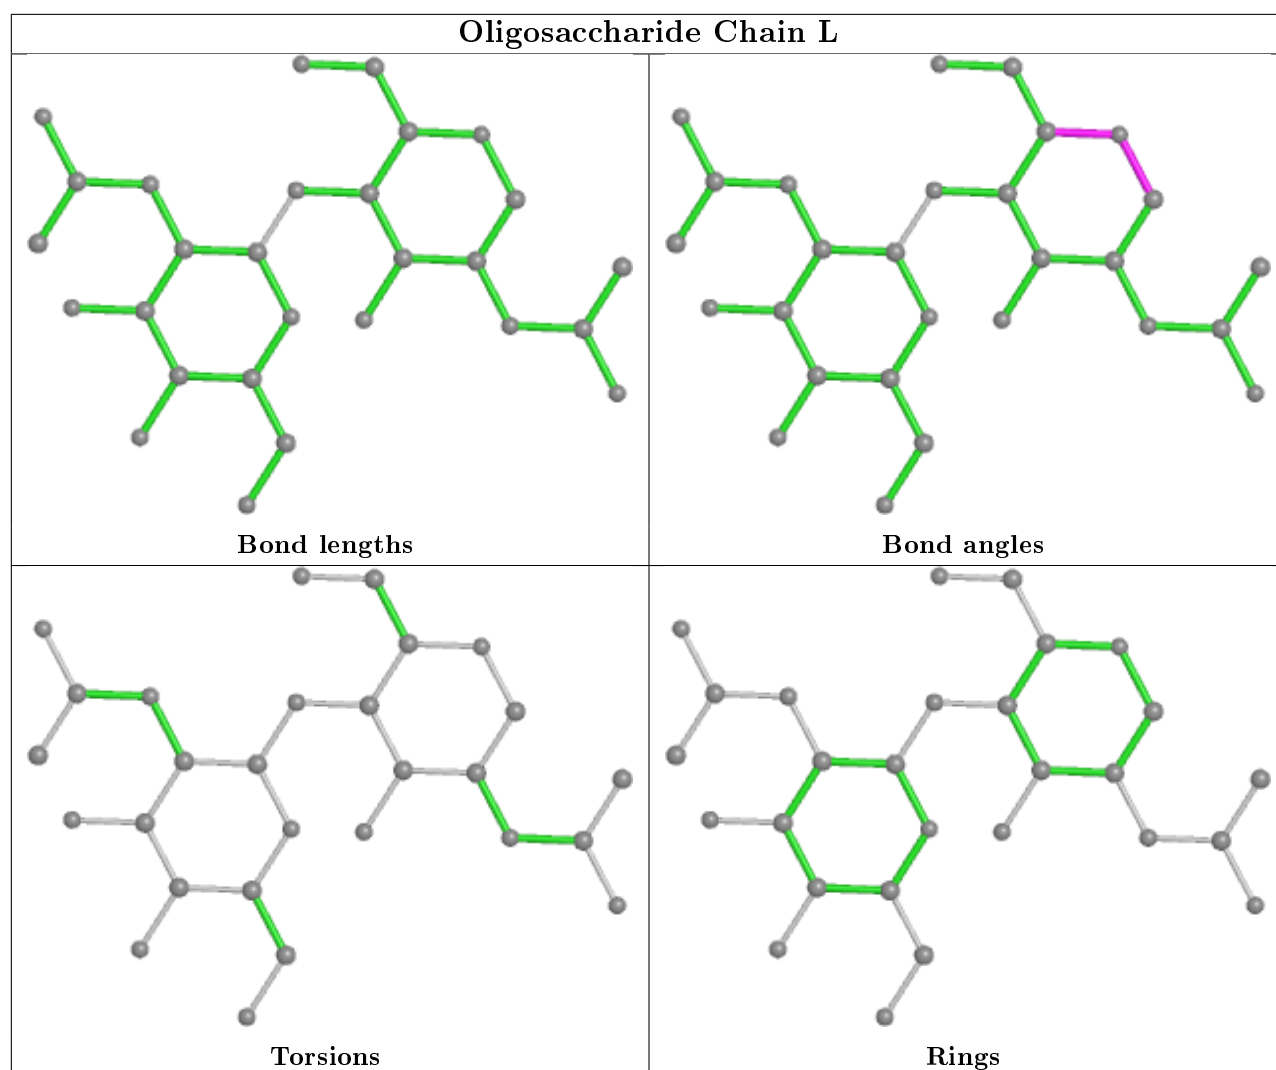 Oligosaccharide Chain L
Bond lengths
Bond angles
Torsions
Rings